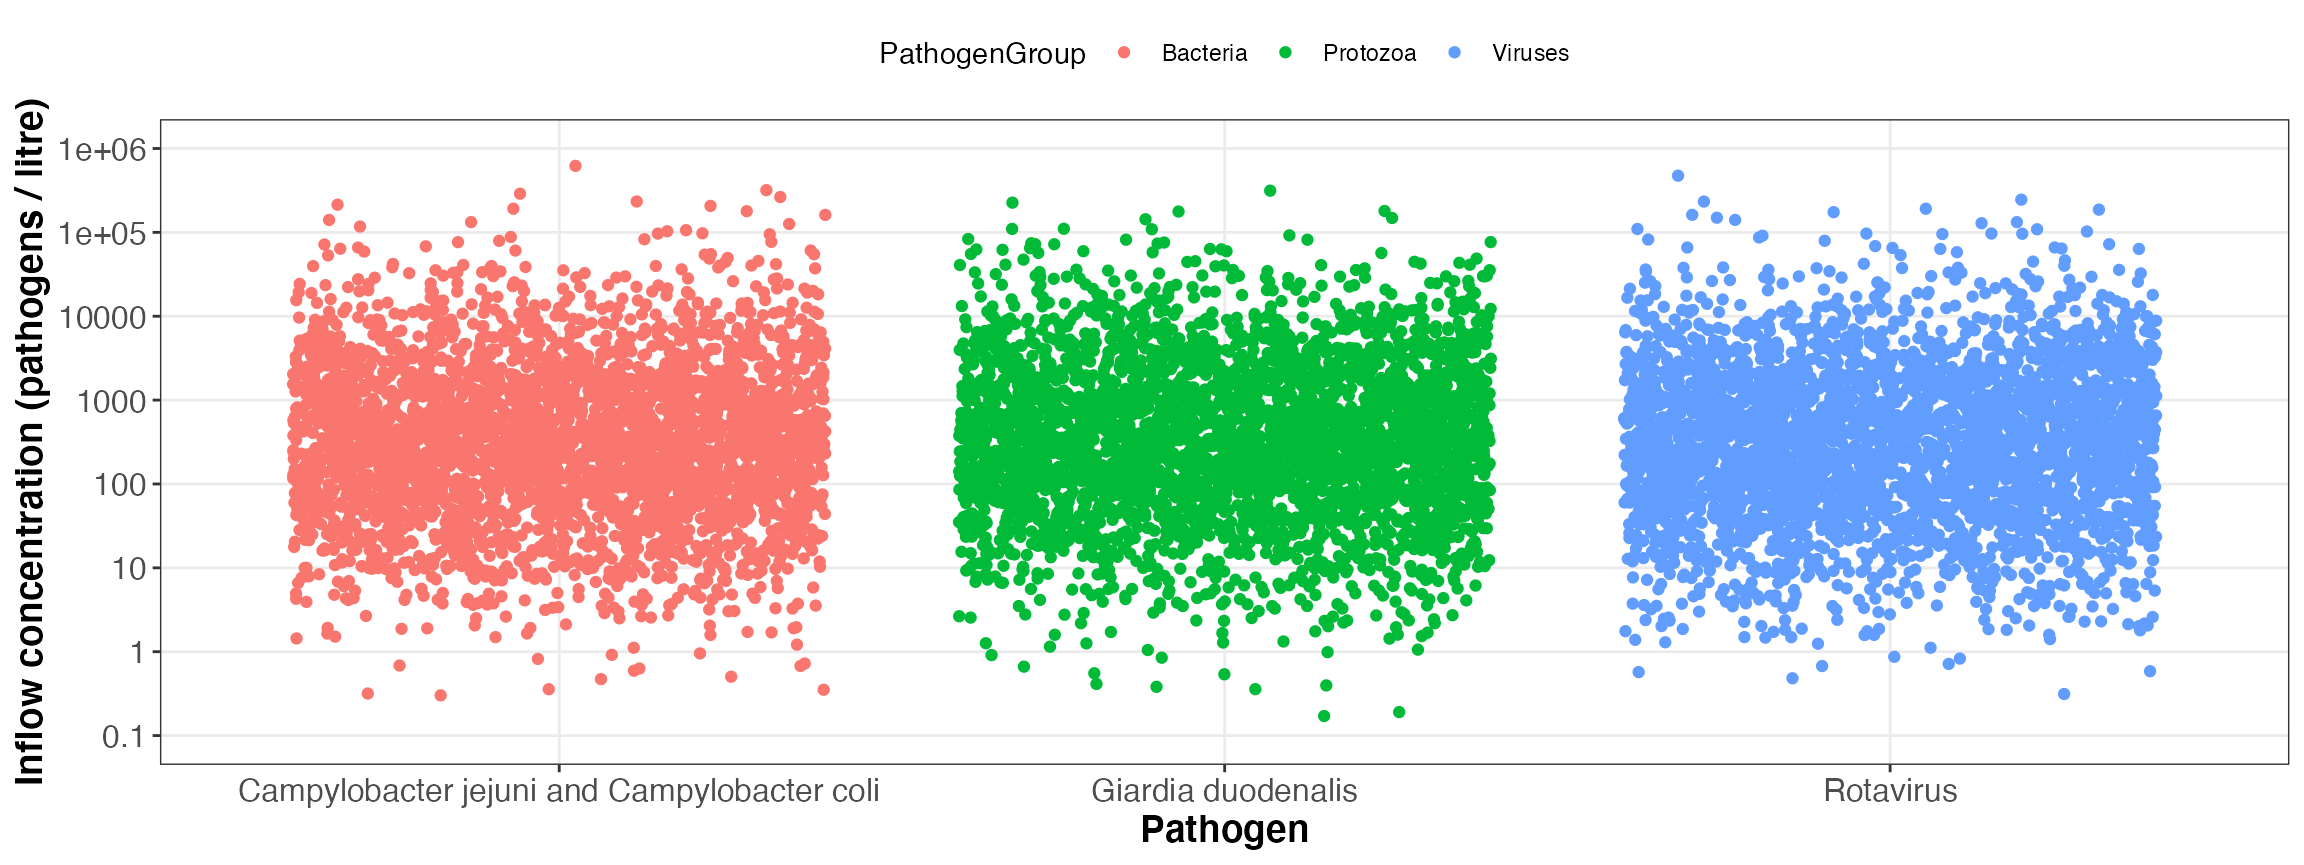 PathogenGroup Bacteria Protozoa Viruses
Inflow concentration (pathogens / litre)
1e+06
1e+05
10000
1000
100
10
1
0.1
Campylobacter jejuni and Campylobacter coli Giardia duodenalis Rotavirus
Pathogen